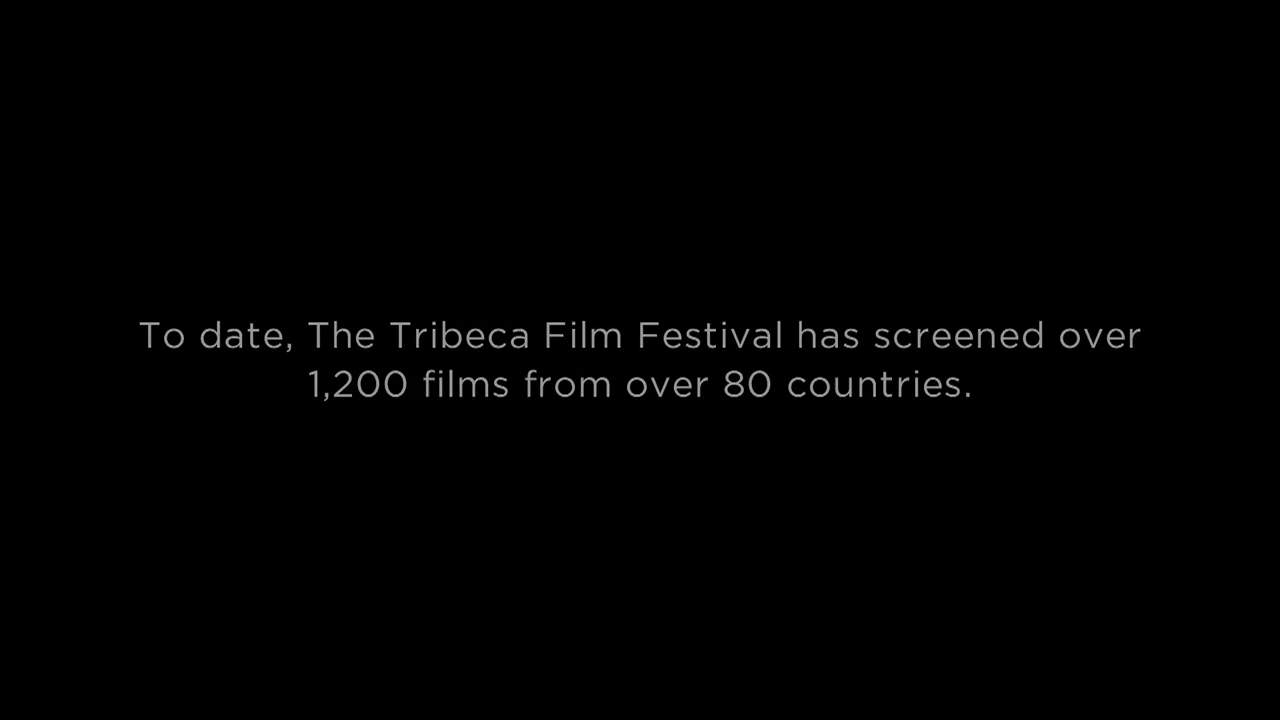 To date, The Tribeca Film Festival has screened over
1,200 films from over 80 countries.